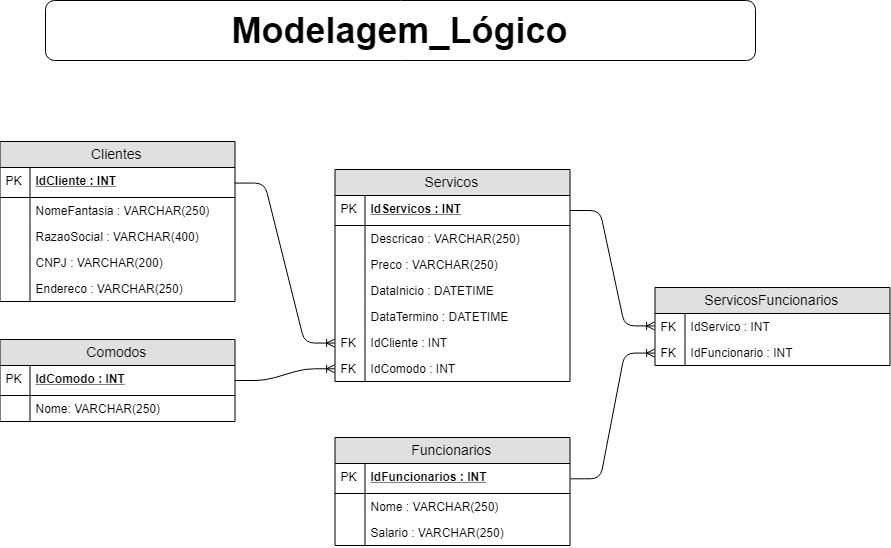 Modelagem_Lógico
Clientes
PK IdCliente : INT
NomeFantasia : VARCHAR(250)
RazaoSocial : VARCHAR(400)
CNPJ : VARCHAR(200)
Endereco : VARCHAR(250)
Comodos
PK IdComodo : INT
Nome: VARCHAR(250)
Servicos
PK IdServicos : INT
Descricao : VARCHAR(250)
Preco : VARCHAR(250)
DataInicio : DATETIME
DataTermino : DATETIME
FK IdCliente : INT
FK IdComodo : INT
Funcionarios
PK IdFuncionarios : INT
Nome : VARCHAR(250)
Salario : VARCHAR(250)
ServicosFuncionarios
FK IdServico : INT
FK IdFuncionario : INT